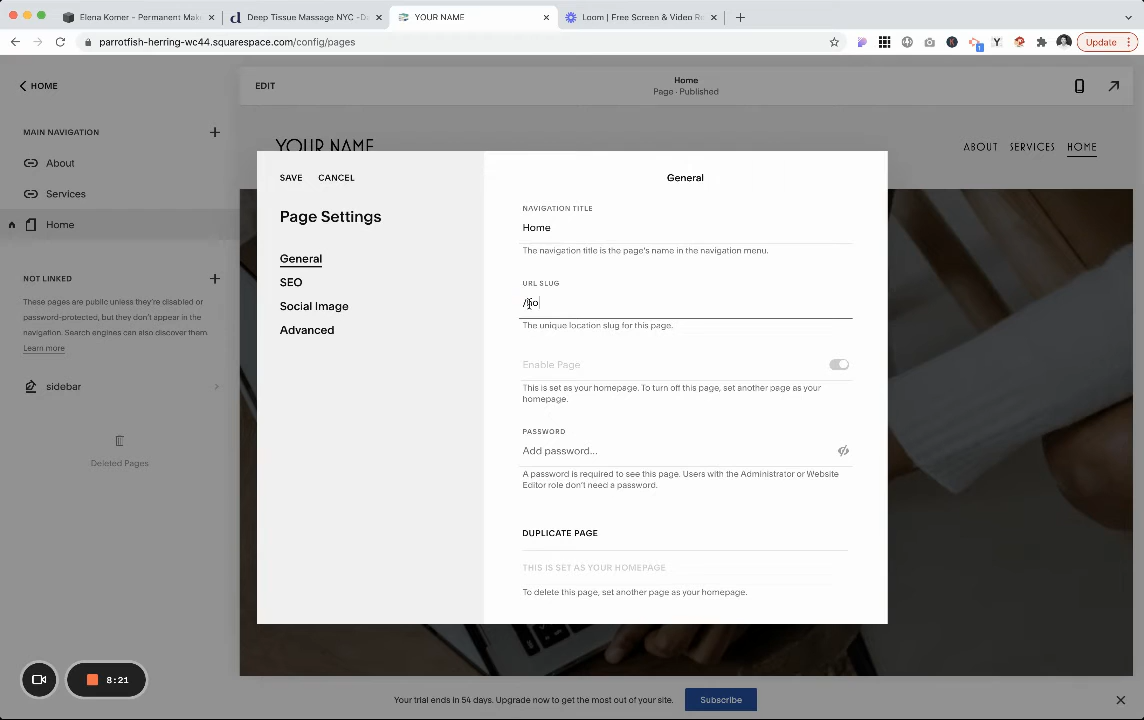 Elena Komer - Permanent Mak
Deep Tissue Massage NYC -D
YOUR NAME
Loom | Free Screen & Video R
parrotfish-herring-wc44.squarespace.com/config/pages
Update
HOME
MAIN NAVIGATION
About
Services
Home
NOT LINKED
These pages are public unless they're disabled or
password-protected, but they don't appear in the
navigation. Search engines can also discover them.
Learn more
sidebar
Deleted Pages
EDIT
Home
Page · Published
YOUR NAME
ABOUT SERVICES HOME
SAVE CANCEL
Page Settings
General
SEO
Social Image
Advanced
General
NAVIGATION TITLE
Home
The navigation title is the page's name in the navigation menu.
URL SLUG
The unique location slug for this page.
Enable Page
This is set as your homepage. To turn off this page, set another page as your
homepage.
PASSWORD
Add password...
A password is required to see this page. Users with the Administrator or Website
Editor role don't need a password.
DUPLICATE PAGE
THIS IS SET AS YOUR HOMEPAGE
To delete this page, set another page as your homepage.
8:21
Your trial ends in 54 days. Upgrade now to get the most out of your site.
Subscribe